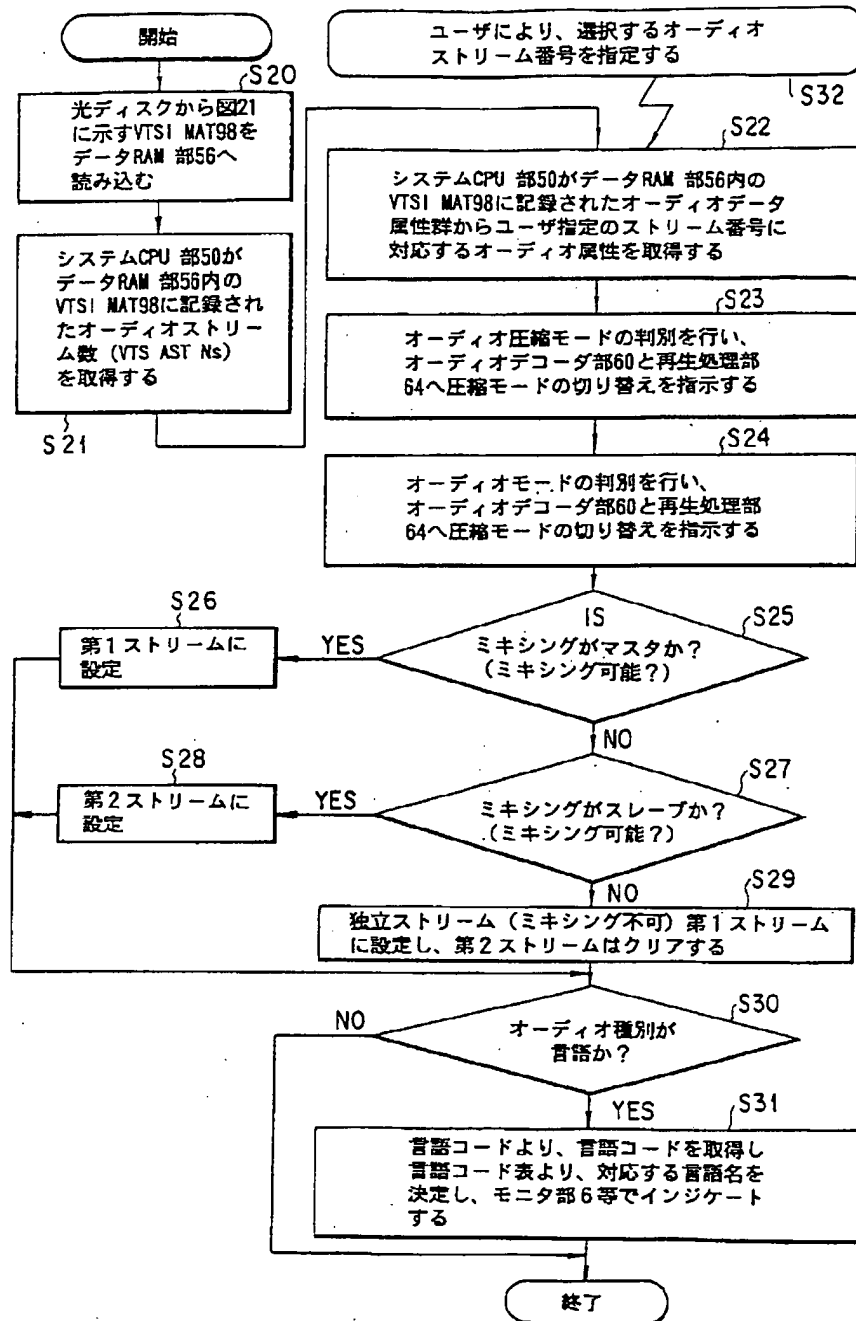 開始
S20
光ディスクから図21
に示すVTSI MAT98を
データRAM 部56へ
読み込む
システムCPU 部50が
データRAM 部56内の
VTSI MAT98に記録され
たオーディオストリー
ム数 (VTS AST Ns)
を取得する
S21
ユーザにより、選択するオーディオ
ストリーム番号を指定する
S32
S22
システムCPU 部50がデータRAM 部56内の
VTSI MAT98に記録されたオーディオデータ
属性群からユーザ指定のストリーム番号に
対応するオーディオ属性を取得する
S23
オーディオ圧縮モードの判別を行い、
オーディオデコーダ部60と再生処理部
64へ圧縮モードの切り替えを指示する
S24
オーディオモードの判別を行い、
オーディオデコーダ部60と再生処理部
64へ圧縮モードの切り替えを指示する
S25
IS
ミキシングがマスタか?
(ミキシング可能?)
YES
S26
第1ストリームに
設定
NO
S27
ミキシングがスレーブか?
(ミキシング可能?)
YES
S28
第2ストリームに
設定
NO
S29
独立ストリーム (ミキシング不可) 第1ストリーム
に設定し、第2ストリームはクリアする
S30
オーディオ種別が
言語か?
NO
YES
S31
言語コードより、言語コードを取得し
言語コード表より、対応する言語名を
決定し、モニタ部6等でインジケート
する
終了